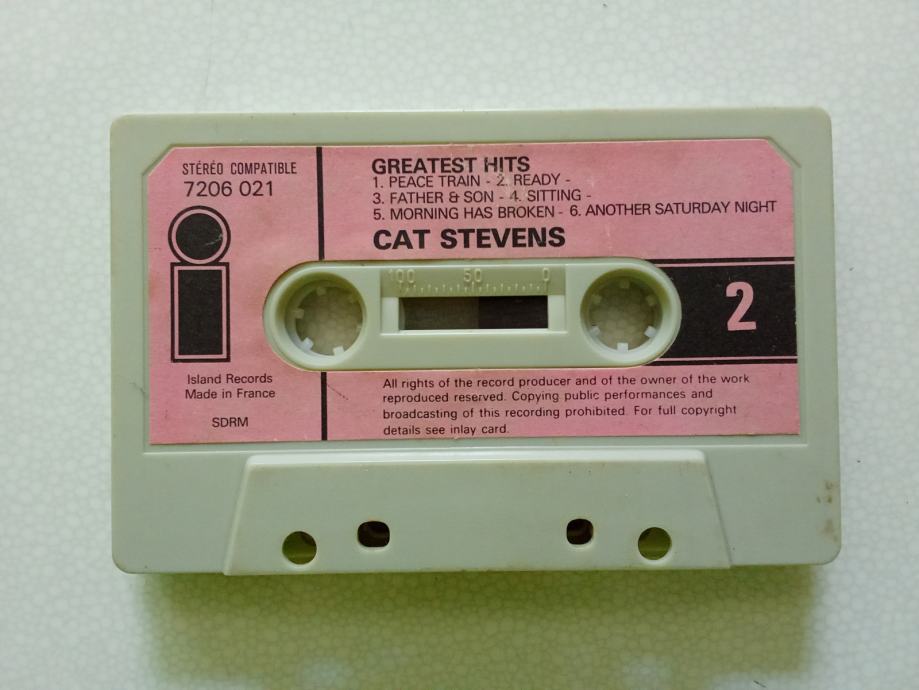 STÉRÉO COMPATIBLE
7206 021
GREATEST HITS
1. PEACE TRAIN - 2. READY -
3. FATHER & SON - 4. SITTING -
5. MORNING HAS BROKEN - 6. ANOTHER SATURDAY NIGHT
CAT STEVENS
100 50 0
2
i
Island Records
Made in France
SDRM
All rights of the record producer and of the owner of the work
reproduced reserved. Copying public performances and
broadcasting of this recording prohibited. For full copyright
details see inlay card.